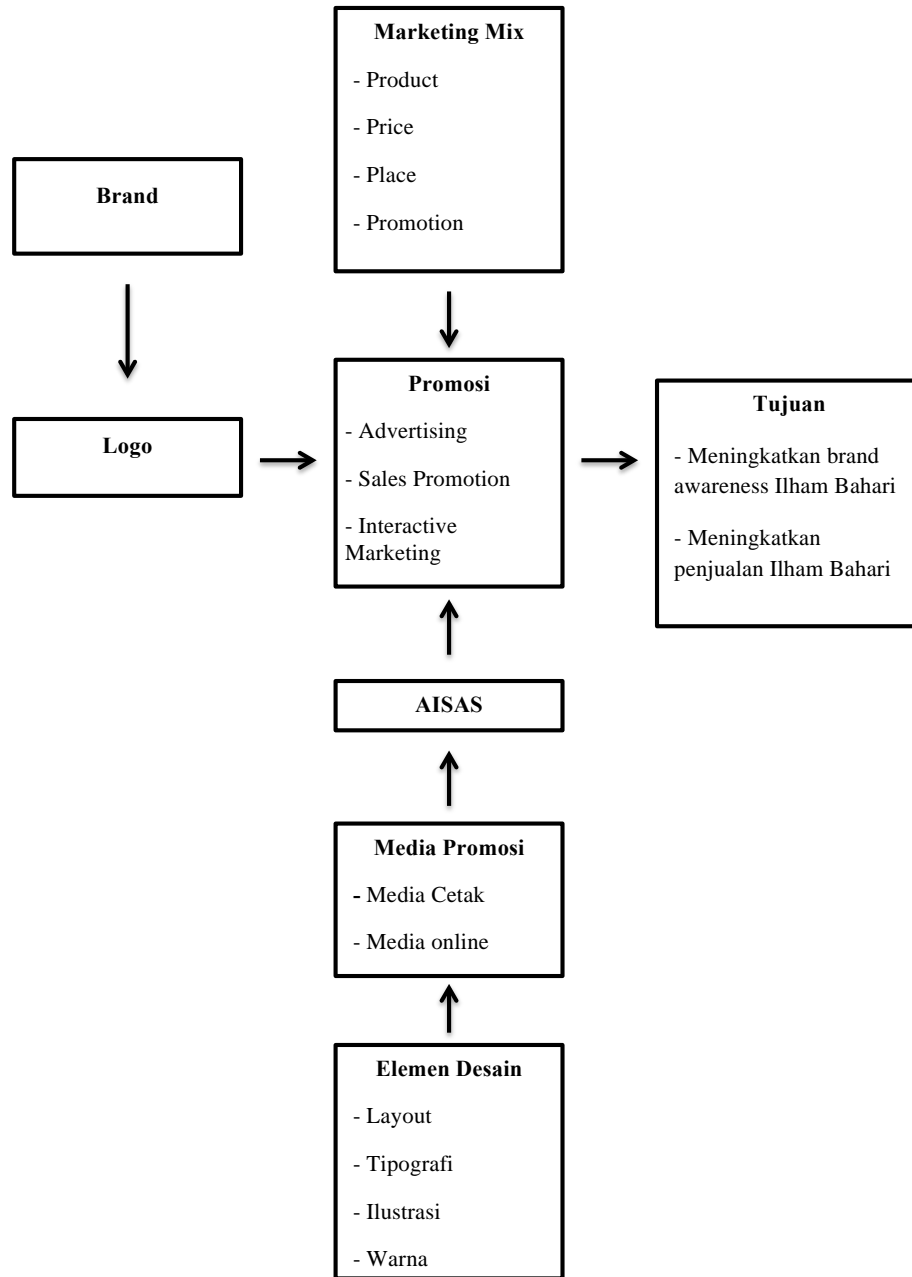 Marketing Mix
- Product
- Price
- Place
- Promotion
Brand
Logo
Promosi
- Advertising
- Sales Promotion
- Interactive
Marketing
Tujuan
- Meningkatkan brand
awareness Ilham Bahari
- Meningkatkan
penjualan Ilham Bahari
AISAS
Media Promosi
- Media Cetak
- Media online
Elemen Desain
- Layout
- Tipografi
- Ilustrasi
- Warna